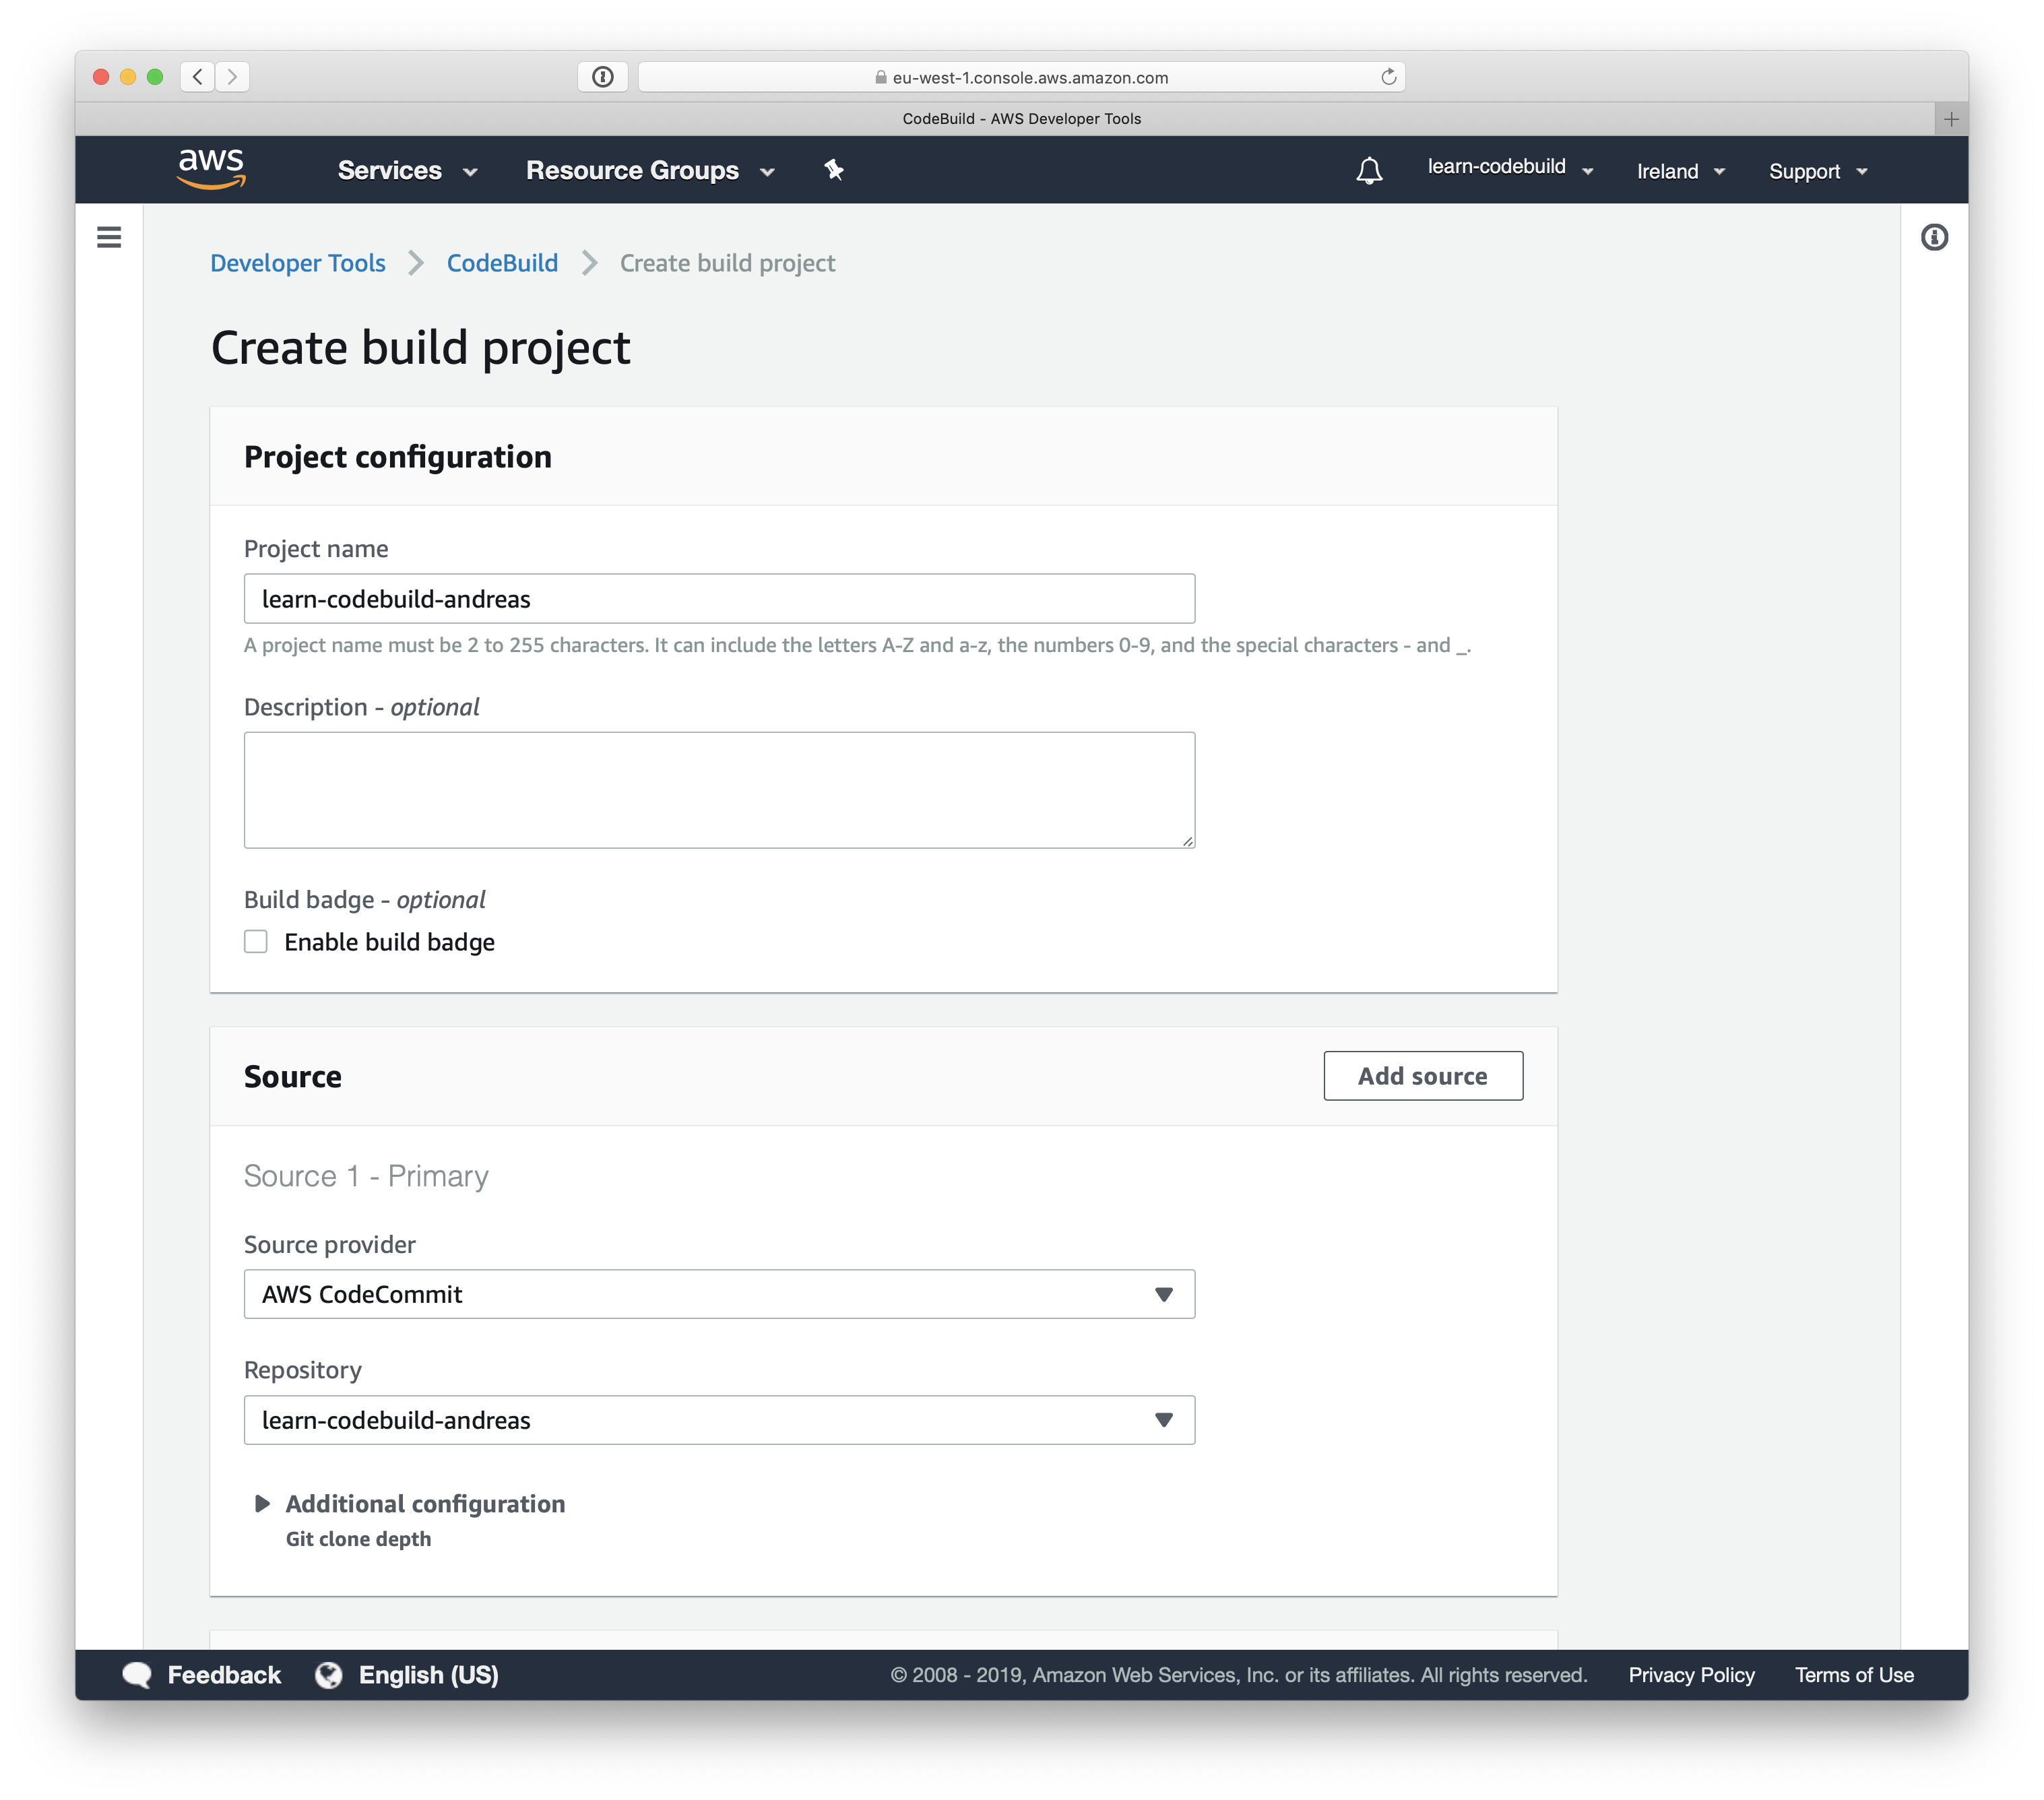 eu-west-1.console.aws.amazon.com
CodeBuild - AWS Developer Tools
aws Services Resource Groups learn-codebuild Ireland Support
Developer Tools CodeBuild Create build project
Create build project
Project configuration
Project name
learn-codebuild-andreas
A project name must be 2 to 255 characters. It can include the letters A-Z and a-z, the numbers 0-9, and the special characters - and _.
Description - optional
Build badge - optional
Enable build badge
Source Add source
Source 1 - Primary
Source provider
AWS CodeCommit
Repository
learn-codebuild-andreas
Additional configuration
Git clone depth
Feedback English (US) © 2008 - 2019, Amazon Web Services, Inc. or its affiliates. All rights reserved. Privacy Policy Terms of Use